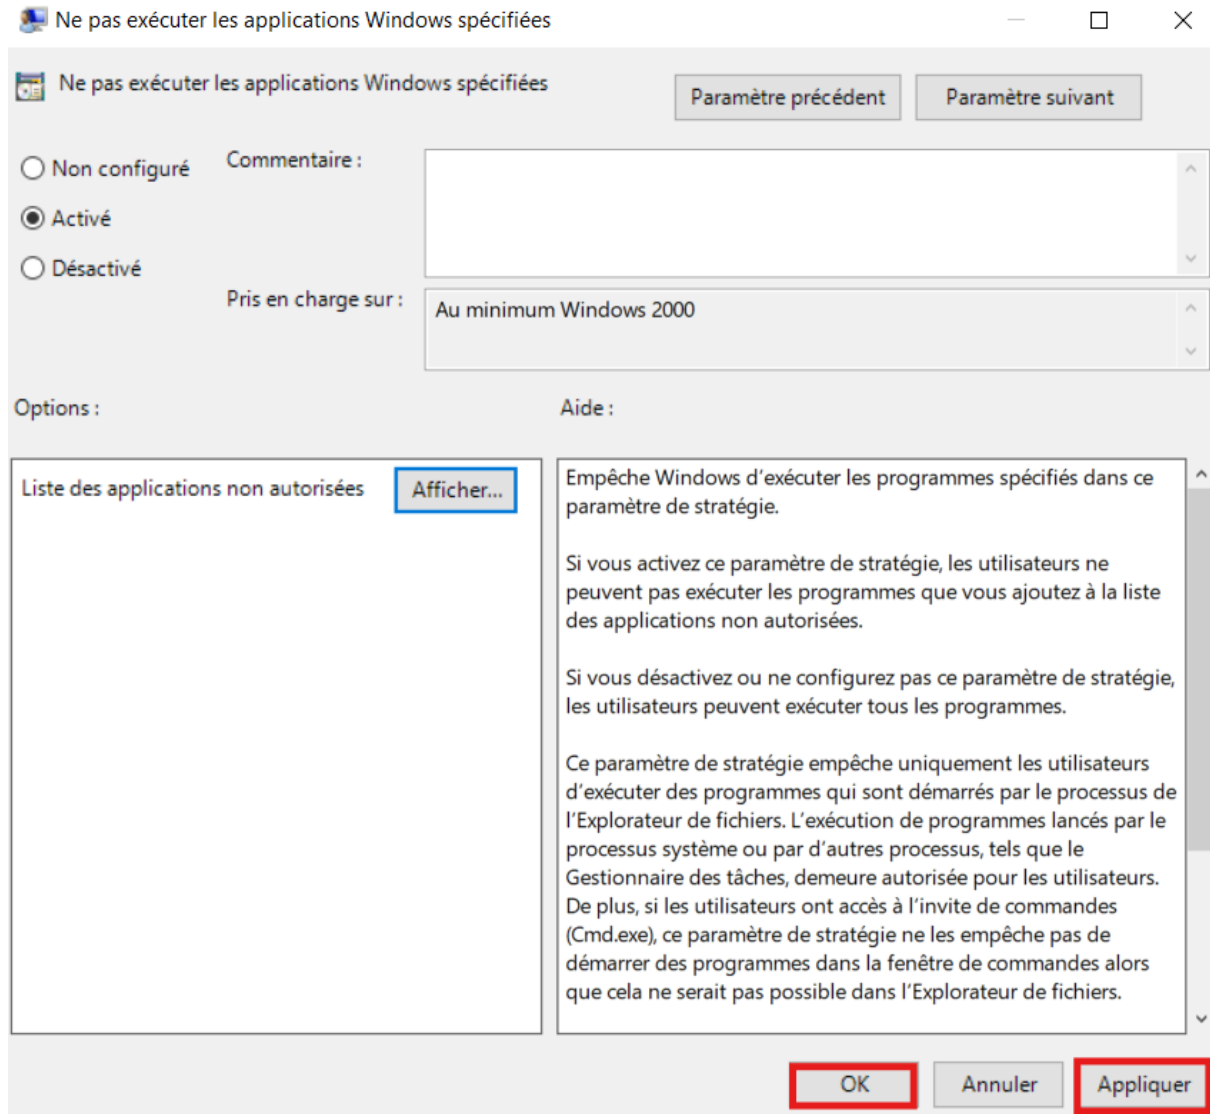 Ne pas exécuter les applications Windows spécifiées
Ne pas exécuter les applications Windows spécifiées
Paramètre précédent
Paramètre suivant
Non configuré
Commentaire :
Activé
Désactivé
Pris en charge sur :
Au minimum Windows 2000
Options :
Aide :
Liste des applications non autorisées
Afficher...
Empêche Windows d’exécuter les programmes spécifiés dans ce
paramètre de stratégie.
Si vous activez ce paramètre de stratégie, les utilisateurs ne
peuvent pas exécuter les programmes que vous ajoutez à la liste
des applications non autorisées.
Si vous désactivez ou ne configurez pas ce paramètre de stratégie,
les utilisateurs peuvent exécuter tous les programmes.
Ce paramètre de stratégie empêche uniquement les utilisateurs
d’exécuter des programmes qui sont démarrés par le processus de
l’Explorateur de fichiers. L’exécution de programmes lancés par le
processus système ou par d’autres processus, tels que le
Gestionnaire des tâches, demeure autorisée pour les utilisateurs.
De plus, si les utilisateurs ont accès à l’invite de commandes
(Cmd.exe), ce paramètre de stratégie ne les empêche pas de
démarrer des programmes dans la fenêtre de commandes alors
que cela ne serait pas possible dans l’Explorateur de fichiers.
OK
Annuler
Appliquer